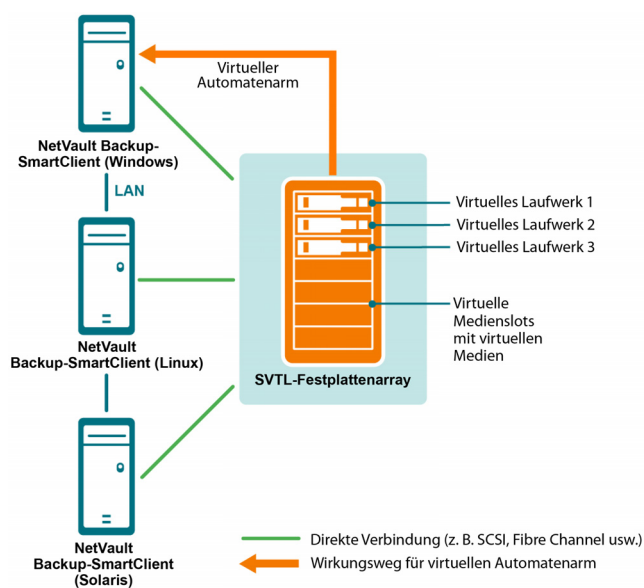 Virtueller
Automatenarm
NetVault Backup-
SmartClient (Windows)
LAN
Virtuelles Laufwerk 1
Virtuelles Laufwerk 2
Virtuelles Laufwerk 3
Virtuelle
Medienslots
mit virtuellen
Medien
NetVault
Backup-SmartClient (Linux)
SVTL-Festplattenarray
NetVault
Backup-SmartClient
(Solaris)
Direkte Verbindung (z. B. SCSI, Fibre Channel usw.)
Wirkungsweg für virtuellen Automatenarm